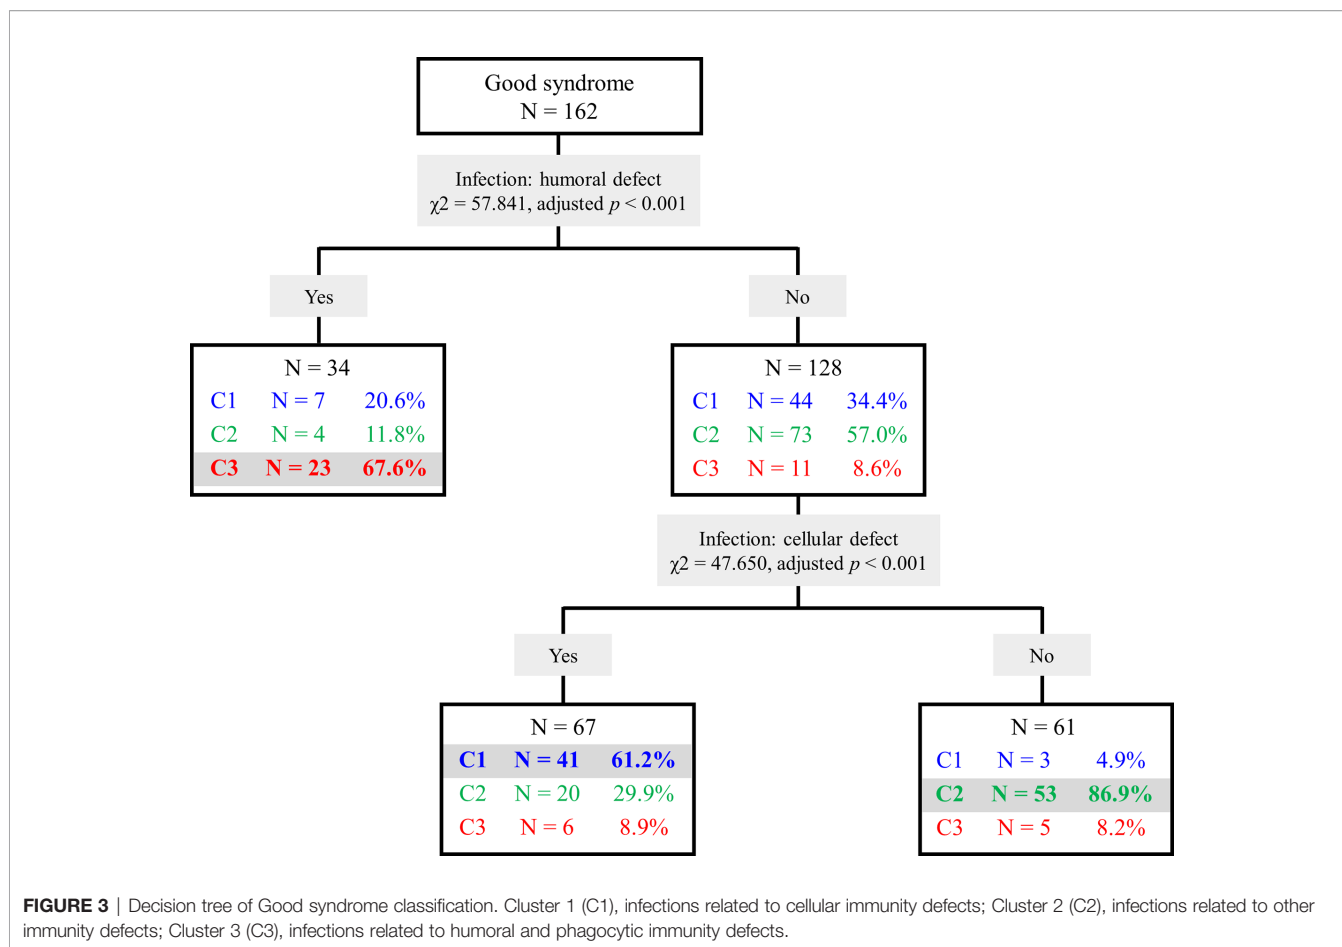 Good syndrome
N = 162
Infection: humoral defect
χ2 = 57.841, adjusted p < 0.001
Yes
No
N = 34
C1 N = 7 20.6%
C2 N = 4 11.8%
C3 N = 23 67.6%
N = 128
C1 N = 44 34.4%
C2 N = 73 57.0%
C3 N = 11 8.6%
Infection: cellular defect
χ2 = 47.650, adjusted p < 0.001
Yes
No
N = 67
C1 N = 41 61.2%
C2 N = 20 29.9%
C3 N = 6 8.9%
N = 61
C1 N = 3 4.9%
C2 N = 53 86.9%
C3 N = 5 8.2%
FIGURE 3 | Decision tree of Good syndrome classification. Cluster 1 (C1), infections related to cellular immunity defects; Cluster 2 (C2), infections related to other
immunity defects; Cluster 3 (C3), infections related to humoral and phagocytic immunity defects.